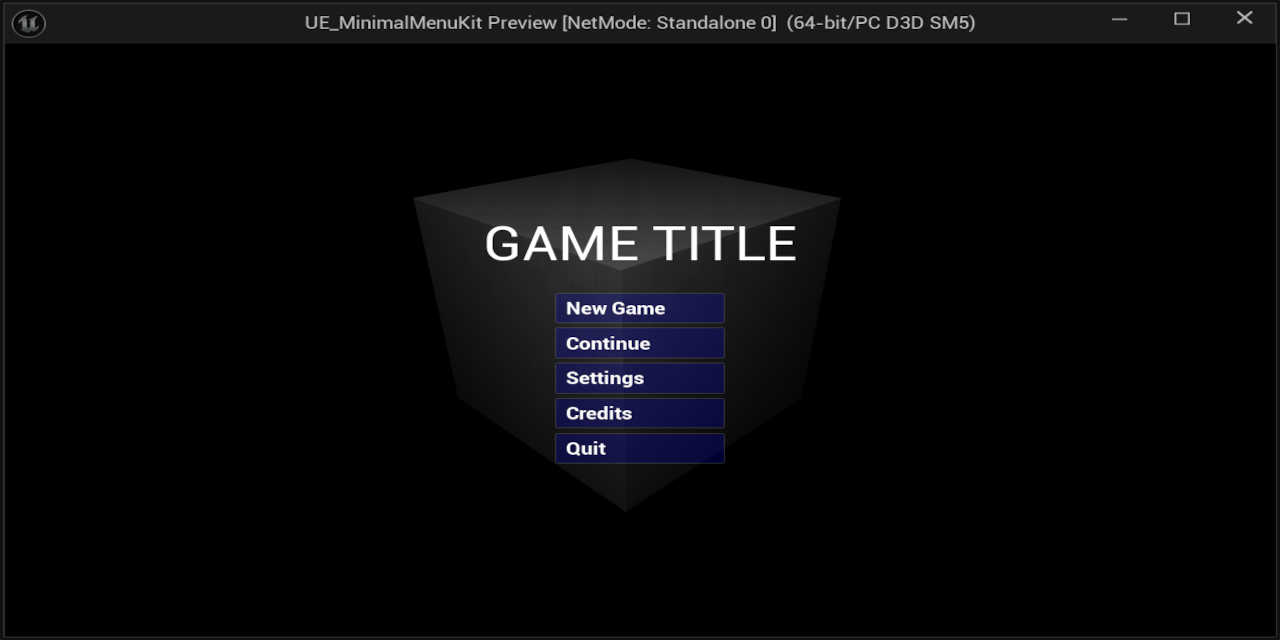 UE_MinimalMenuKit Preview [NetMode: Standalone 0] (64-bit/PC D3D SM5)
GAME TITLE
New Game
Continue
Settings
Credits
Quit